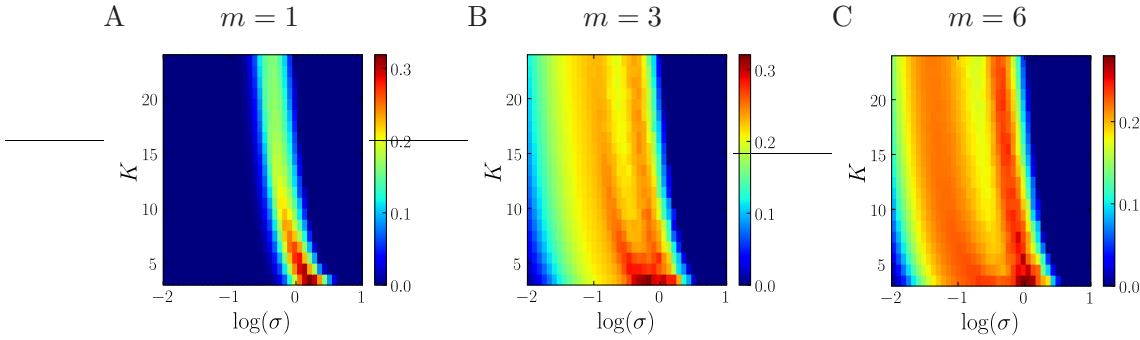 A m = 1 B m = 3 C m = 6
20 0.3 20 0.3 20 0.2
15 0.2 15 0.2 15
K K K
10 0.1 10 0.1 10 0.1
5 0.0 5 0.0 5 0.0
−2 −1 0 1 −2 −1 0 1 −2 −1 0 1
log(σ) log(σ) log(σ)